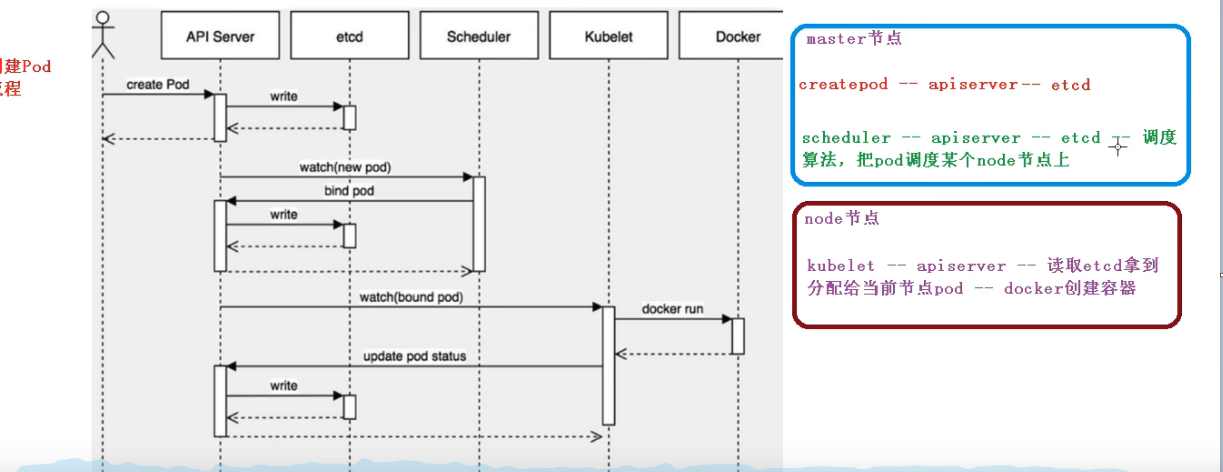 API Server
etcd
Scheduler
Kubelet
Docker
建Pod
程
create Pod
write
watch(new pod)
bind pod
write
watch(bound pod)
docker run
update pod status
write
master节点
createpod -- apiserver-- etcd
scheduler -- apiserver -- etcd -- 调度
算法，把pod调度某个node节点上
node节点
kubelet -- apiserver -- 读取etcd拿到
分配给当前节点pod -- docker创建容器